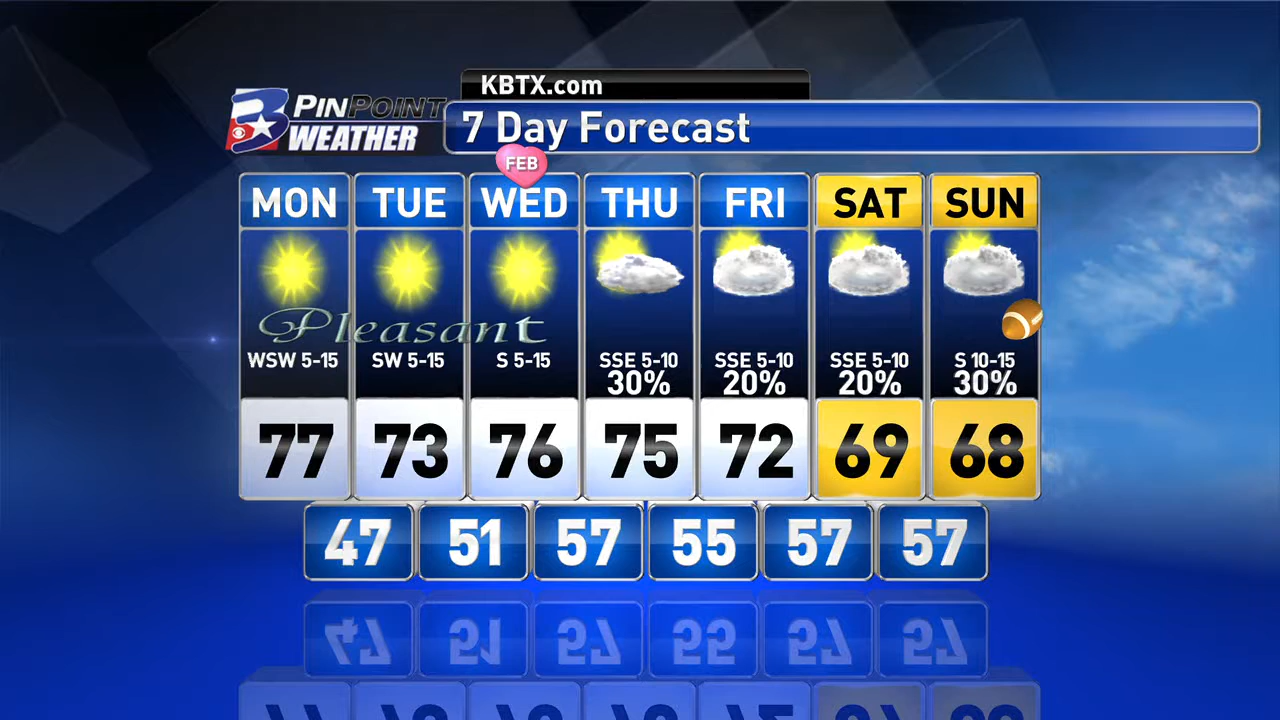 KBTX.com
3 PINPOINT
WEATHER
7 Day Forecast
FEB
MON TUE WED THU FRI SAT SUN
Pleasant
WSW 5-15 SW 5-15 S 5-15 SSE 5-10 SSE 5-10 SSE 5-10 S 10-15
30% 20% 20% 30%
77 73 76 75 72 69 68
47 51 57 55 57 57